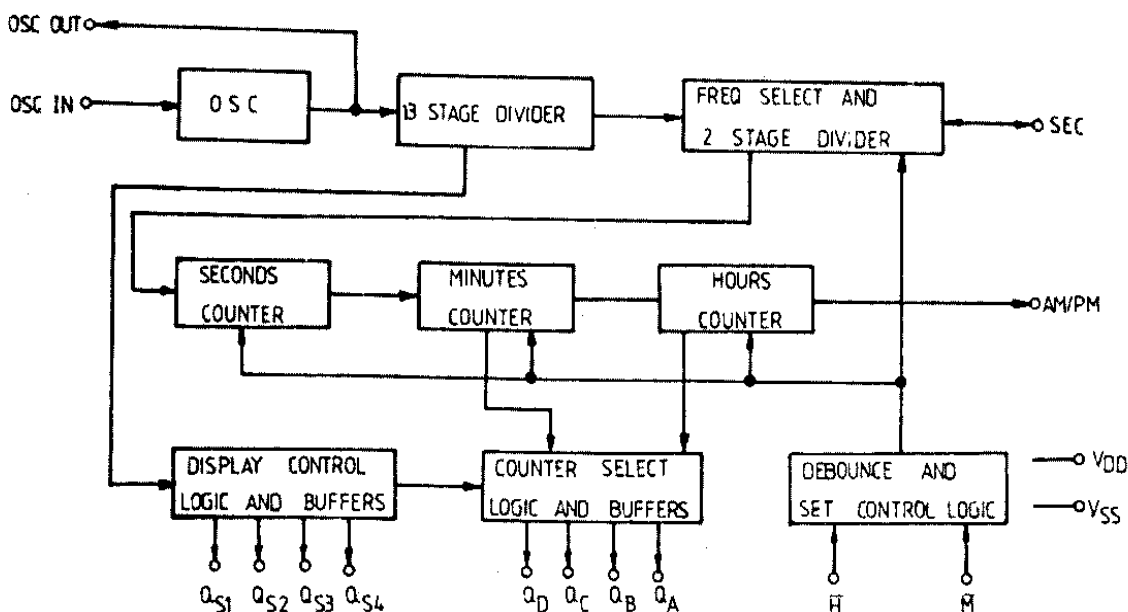 OSC OUT
OSC IN
OSC
13 STAGE DIVIDER
FREQ SELECT AND
2 STAGE DIVIDER
SEC
SECONDS
COUNTER
MINUTES
COUNTER
HOURS
COUNTER
AM/PM
DISPLAY CONTROL
LOGIC AND BUFFERS
COUNTER SELECT
LOGIC AND BUFFERS
DEBOUNCE AND
SET CONTROL LOGIC
VDD
VSS
QS1 QS2 QS3 QS4
QD QC QB QA
H̅ M̅